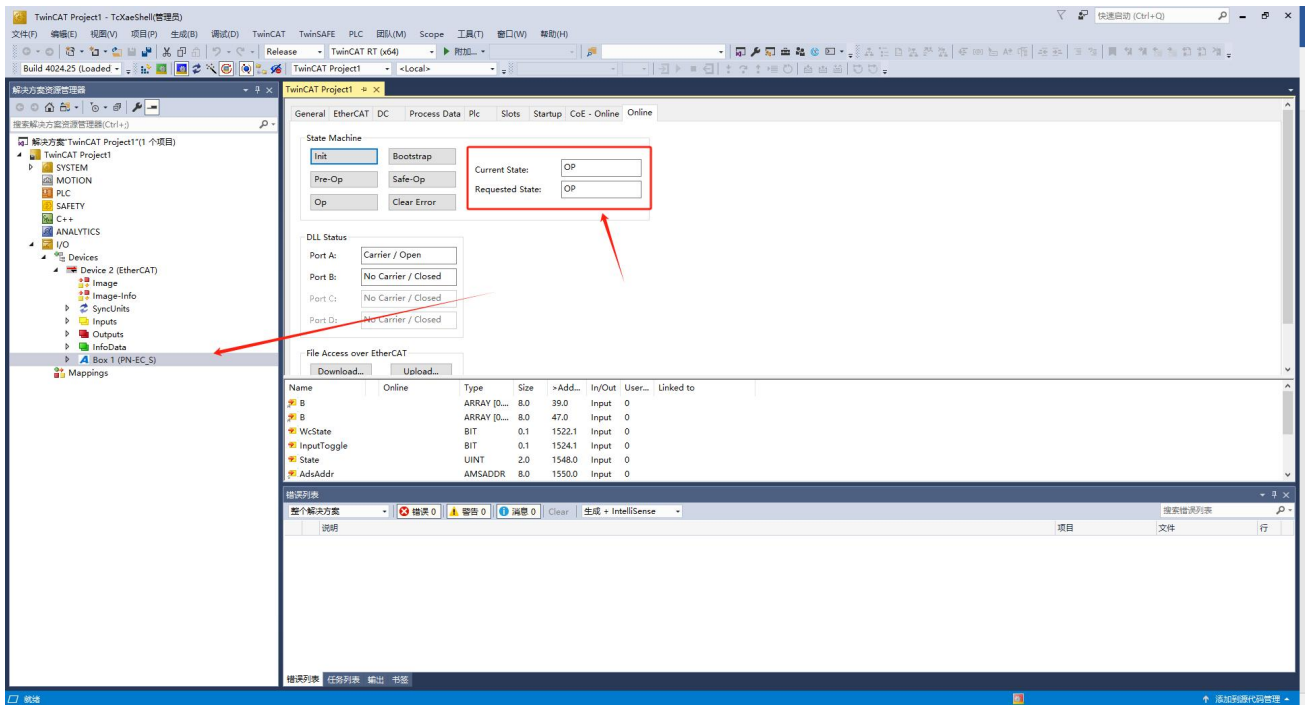 TwinCAT Project1 - TcXaeShell(管理员)
快速启动 (Ctrl+Q)
文件(F) 编辑(E) 视图(V) 项目(P) 生成(B) 调试(D) TwinCAT TwinSAFE PLC 团队(M) Scope 工具(T) 窗口(W) 帮助(H)
Release TwinCAT RT (x64) 附加...
Build 4024.25 (Loaded TwinCAT Project1 <Local>
解决方案资源管理器
搜索解决方案资源管理器(Ctrl+;)
解决方案"TwinCAT Project1"(1 个项目)
TwinCAT Project1
SYSTEM
MOTION
PLC
SAFETY
C++
ANALYTICS
I/O
Devices
Device 2 (EtherCAT)
Image
Image-Info
SyncUnits
Inputs
Outputs
InfoData
Box 1 (PN-EC_S)
Mappings
TwinCAT Project1
General EtherCAT DC Process Data Plc Slots Startup CoE - Online Online
State Machine
Init Bootstrap
Pre-Op Safe-Op
Op Clear Error
Current State: OP
Requested State: OP
DLL Status
Port A: Carrier / Open
Port B: No Carrier / Closed
Port C: No Carrier / Closed
Port D: No Carrier / Closed
File Access over EtherCAT
Download... Upload...
Name Online Type Size >Add... In/Out User... Linked to
B ARRAY [0.... 8.0 39.0 Input 0
B ARRAY [0.... 8.0 47.0 Input 0
WcState BIT 0.1 1522.1 Input 0
InputToggle BIT 0.1 1524.1 Input 0
State UINT 2.0 1548.0 Input 0
AdsAddr AMSADDR 8.0 1550.0 Input 0
错误列表
整个解决方案 错误 0 警告 0 消息 0 Clear 生成 + IntelliSense 搜索错误列表
说明 项目 文件 行
错误列表 任务列表 输出 书签
就绪 添加到源代码管理